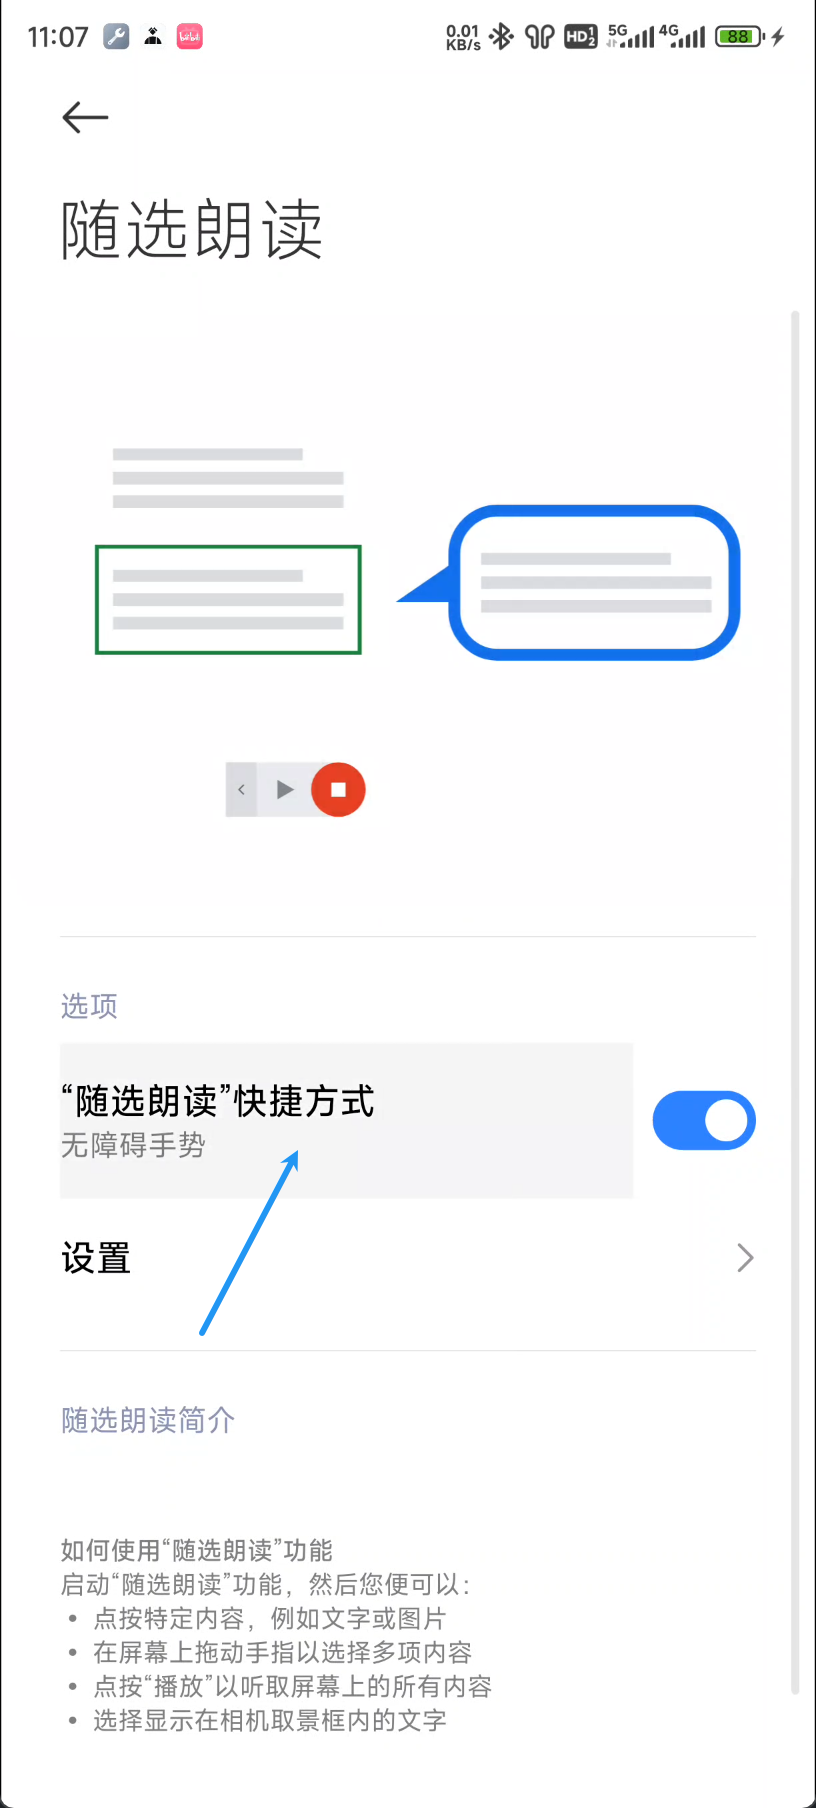 11:07
bilibili
0.01
KB/s
HD 1 2
5G
4G
88
随选朗读
选项
“随选朗读”快捷方式
无障碍手势
设置
随选朗读简介
如何使用“随选朗读”功能
启动“随选朗读”功能，然后您便可以：
• 点按特定内容，例如文字或图片
• 在屏幕上拖动手指以选择多项内容
• 点按“播放”以听取屏幕上的所有内容
• 选择显示在相机取景框内的文字